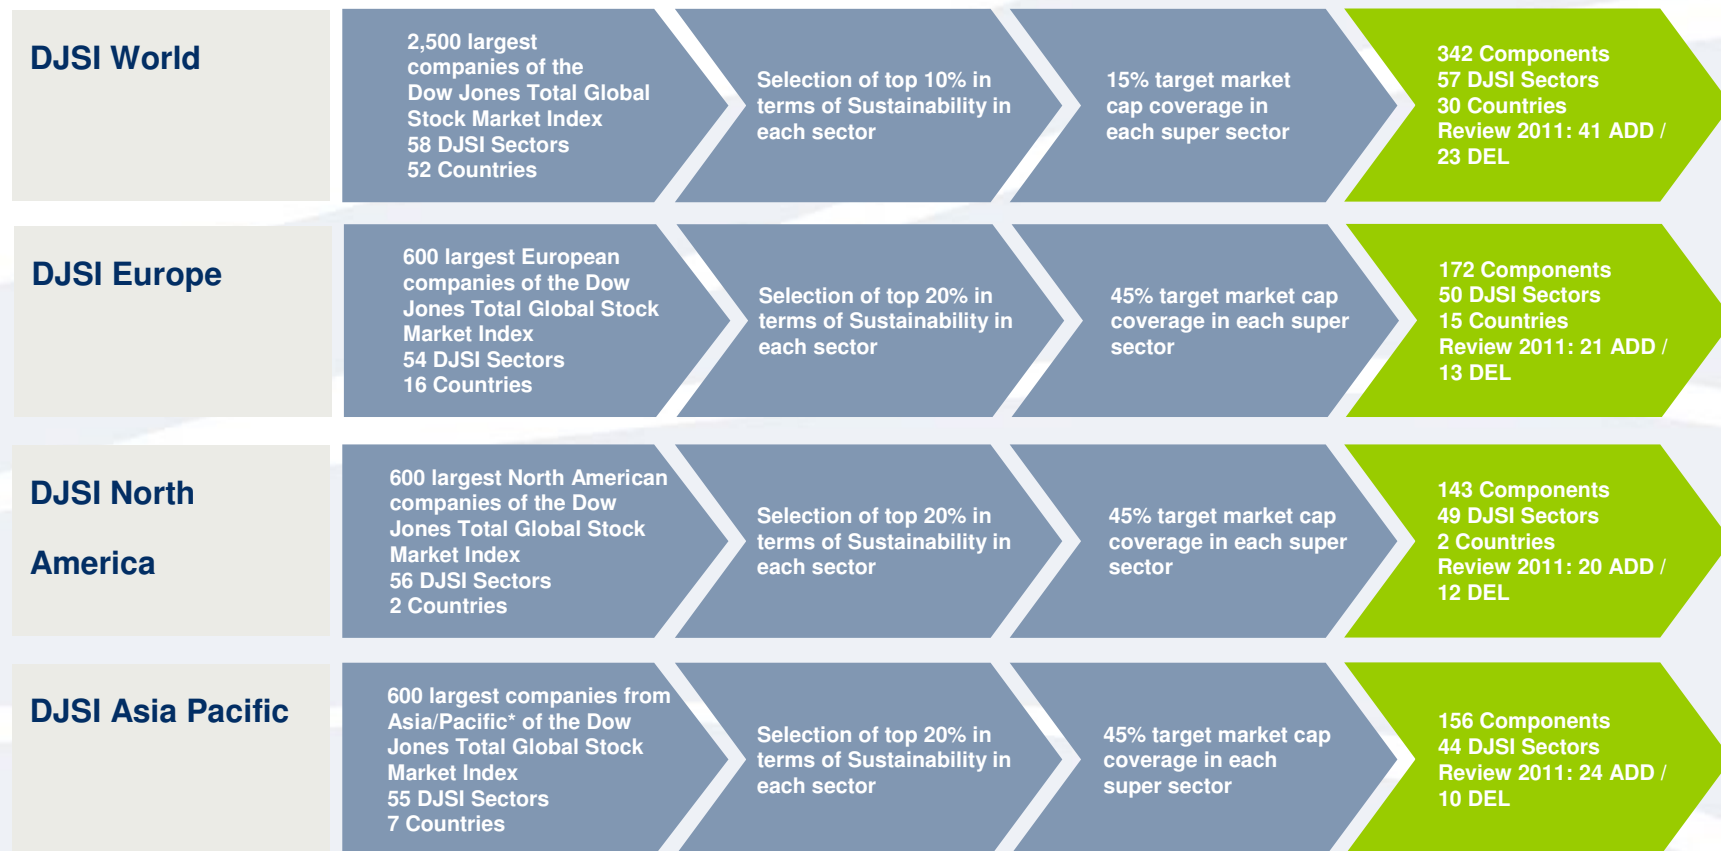 DJSI World
2,500 largest
companies of the
Dow Jones Total Global
Stock Market Index
58 DJSI Sectors
52 Countries
Selection of top 10% in
terms of Sustainability in
each sector
15% target market
cap coverage in
each super sector
342 Components
57 DJSI Sectors
30 Countries
Review 2011: 41 ADD /
23 DEL
DJSI Europe
600 largest European
companies of the Dow
Jones Total Global Stock
Market Index
54 DJSI Sectors
16 Countries
Selection of top 20% in
terms of Sustainability in
each sector
45% target market cap
coverage in each super
sector
172 Components
50 DJSI Sectors
15 Countries
Review 2011: 21 ADD /
13 DEL
DJSI North
America
600 largest North American
companies of the Dow
Jones Total Global Stock
Market Index
56 DJSI Sectors
2 Countries
Selection of top 20% in
terms of Sustainability in
each sector
45% target market cap
coverage in each super
sector
143 Components
49 DJSI Sectors
2 Countries
Review 2011: 20 ADD /
12 DEL
DJSI Asia Pacific
600 largest companies from
Asia/Pacific* of the Dow
Jones Total Global Stock
Market Index
55 DJSI Sectors
7 Countries
Selection of top 20% in
terms of Sustainability in
each sector
45% target market cap
coverage in each
super sector
156 Components
44 DJSI Sectors
Review 2011: 24 ADD /
10 DEL